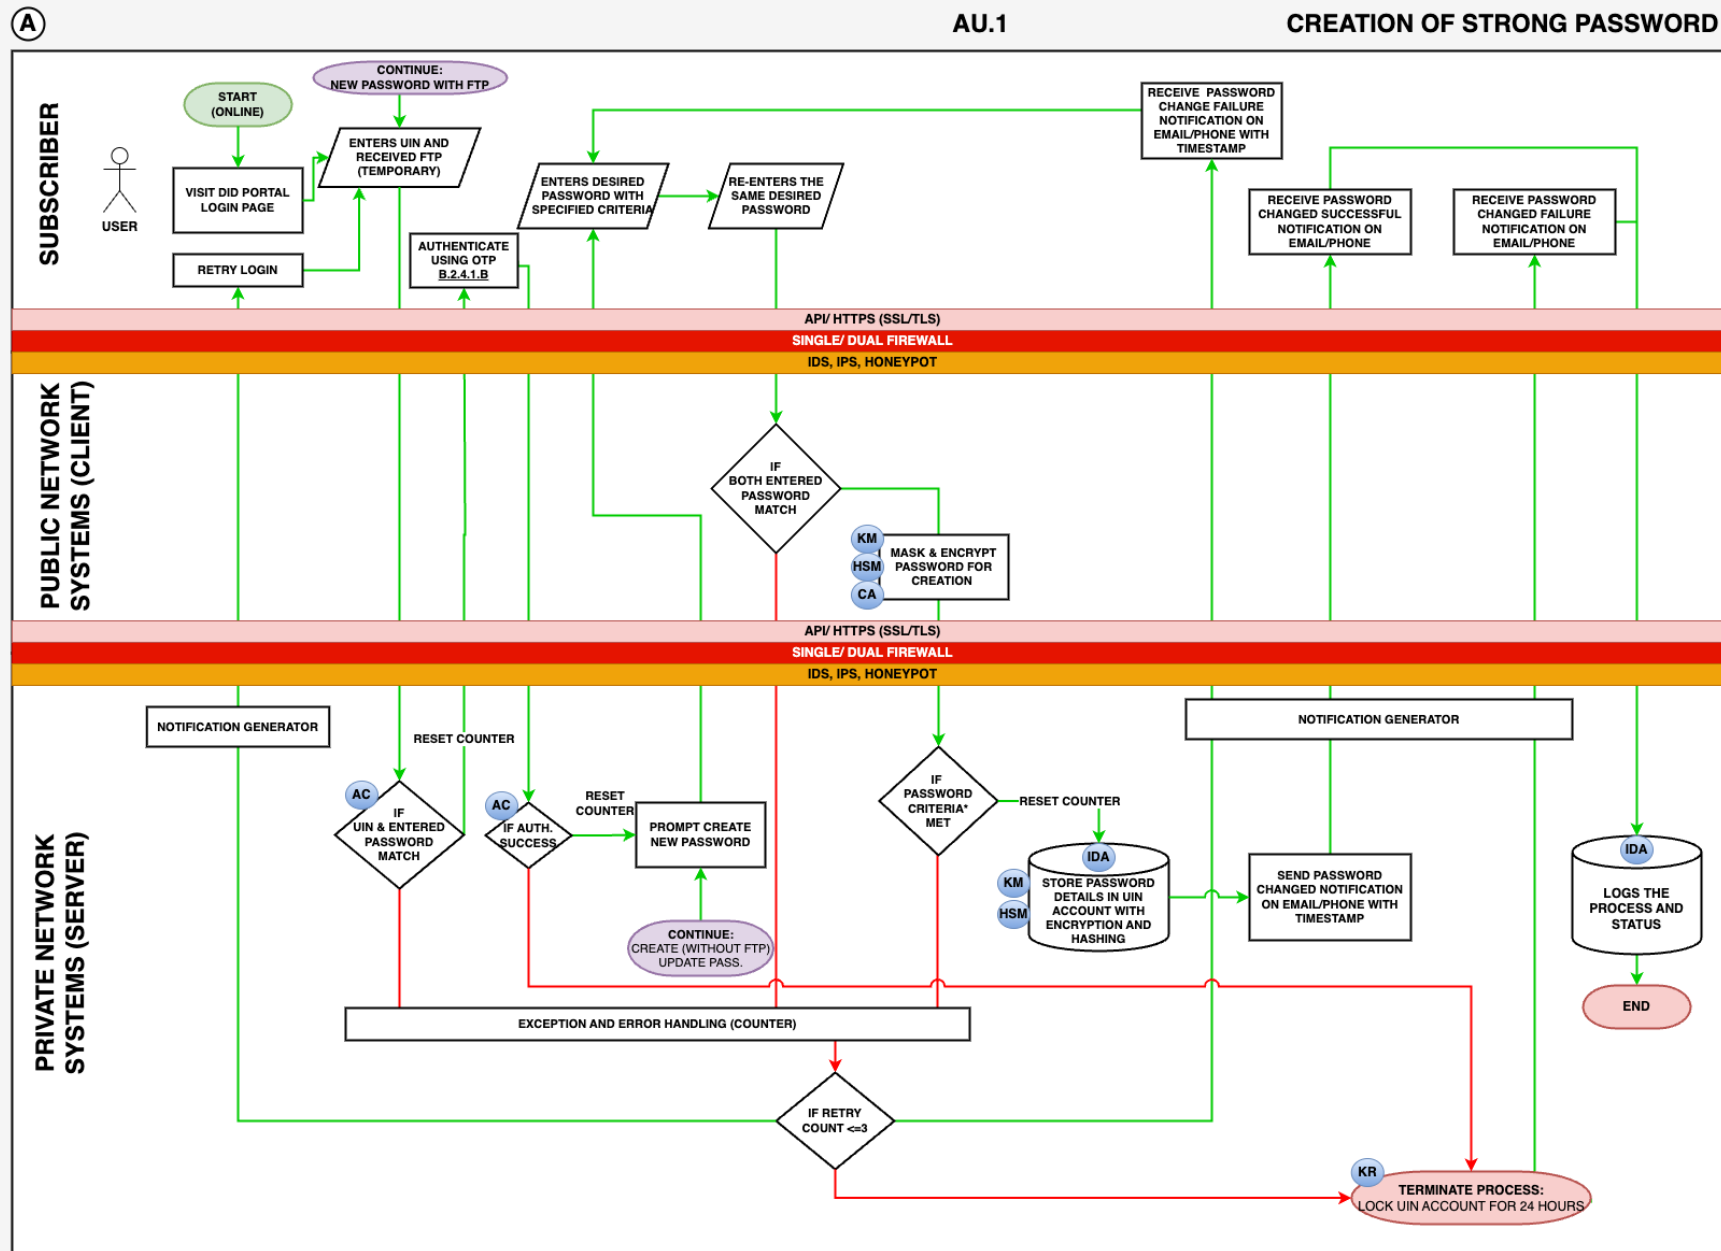 A
AU.1
CREATION OF STRONG PASSWORD
SUBSCRIBER
USER
START
(ONLINE)
CONTINUE:
NEW PASSWORD WITH FTP
VISIT DID PORTAL
LOGIN PAGE
ENTERS UIN AND
RECEIVED FTP
(TEMPORARY)
RETRY LOGIN
AUTHENTICATE
USING OTP
B.2.4.1.B
ENTERS DESIRED
PASSWORD WITH
SPECIFIED CRITERIA
RE-ENTERS THE
SAME DESIRED
PASSWORD
RECEIVE PASSWORD
CHANGE FAILURE
NOTIFICATION ON
EMAIL/PHONE WITH
TIMESTAMP
RECEIVE PASSWORD
CHANGED SUCCESSFUL
NOTIFICATION ON
EMAIL/PHONE
RECEIVE PASSWORD
CHANGED FAILURE
NOTIFICATION ON
EMAIL/PHONE
API/ HTTPS (SSL/TLS)
SINGLE/ DUAL FIREWALL
IDS, IPS, HONEYPOT
PUBLIC NETWORK
SYSTEMS (CLIENT)
IF
BOTH ENTERED
PASSWORD
MATCH
KM
HSM
CA
MASK & ENCRYPT
PASSWORD FOR
CREATION
API/ HTTPS (SSL/TLS)
SINGLE/ DUAL FIREWALL
IDS, IPS, HONEYPOT
PRIVATE NETWORK
SYSTEMS (SERVER)
NOTIFICATION GENERATOR
RESET COUNTER
AC
IF
UIN & ENTERED
PASSWORD
MATCH
AC
IF AUTH.
SUCCESS
RESET
COUNTER
PROMPT CREATE
NEW PASSWORD
CONTINUE:
CREATE (WITHOUT FTP)
UPDATE PASS.
IF
PASSWORD
CRITERIA*
MET
RESET COUNTER
IDA
KM
HSM
STORE PASSWORD
DETAILS IN UIN
ACCOUNT WITH
ENCRYPTION AND
HASHING
NOTIFICATION GENERATOR
SEND PASSWORD
CHANGED NOTIFICATION
ON EMAIL/PHONE WITH
TIMESTAMP
IDA
LOGS THE
PROCESS AND
STATUS
END
EXCEPTION AND ERROR HANDLING (COUNTER)
IF RETRY
COUNT <=3
KR
TERMINATE PROCESS:
LOCK UIN ACCOUNT FOR 24 HOURS